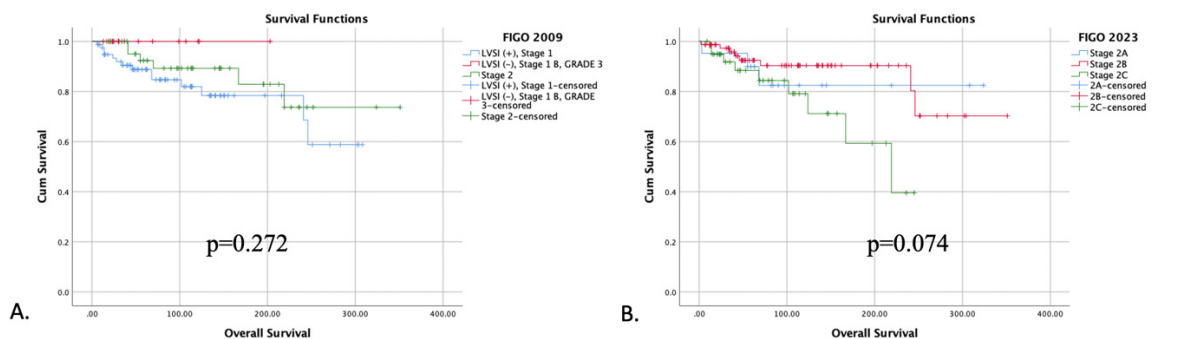 Survival Functions
FIGO 2009
LVSI (+), Stage 1
LVSI (-), Stage 1 B, GRADE 3
Stage 2
LVSI (+), Stage 1-censored
LVSI (-), Stage 1 B, GRADE
3-censored
Stage 2-censored
Cum Survival
1.0
0.8
0.6
0.4
0.2
0.0
p=0.272
.00
100.00
200.00
300.00
400.00
Overall Survival
A.
Survival Functions
FIGO 2023
Stage 2A
Stage 2B
Stage 2C
2A-censored
2B-censored
2C-censored
Cum Survival
1.0
0.8
0.6
0.4
0.2
0.0
p=0.074
.00
100.00
200.00
300.00
400.00
Overall Survival
B.